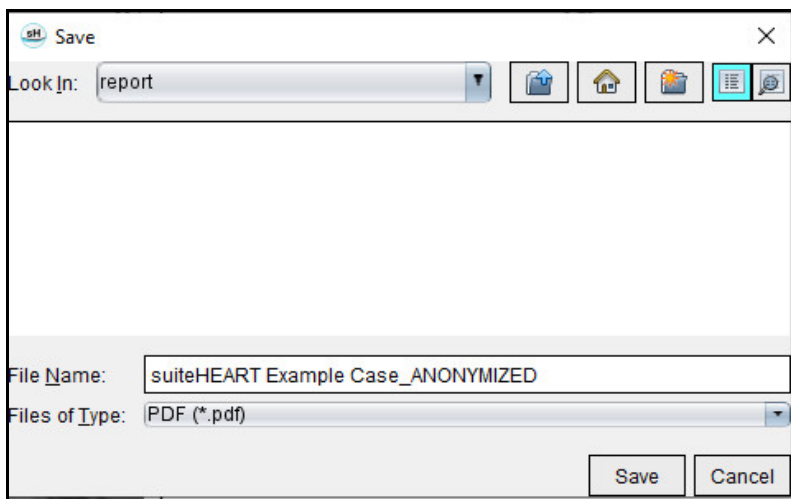 sH Save
Look In: report
File Name: suiteHEART Example Case_ANONYMIZED
Files of Type: PDF (*.pdf)
Save Cancel